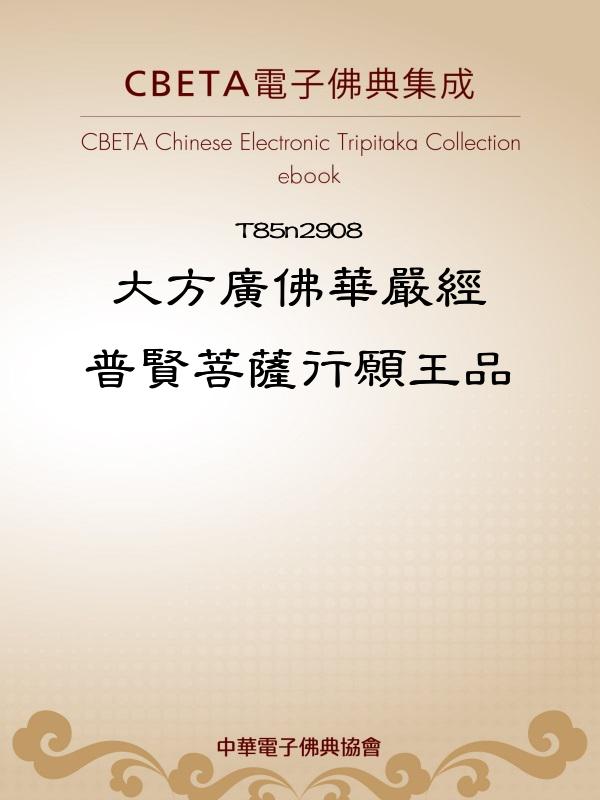 CBETA電子佛典集成
CBETA Chinese Electronic Tripitaka Collection
ebook
T85n2908
大方廣佛華嚴經
普賢菩薩行願王品
中華電子佛典協會